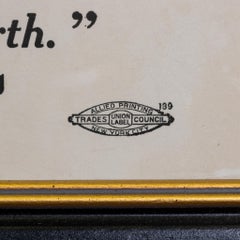 rth.”
ALLIED PRINTING
TRADES UNION LABEL COUNCIL
NEW YORK CITY
139